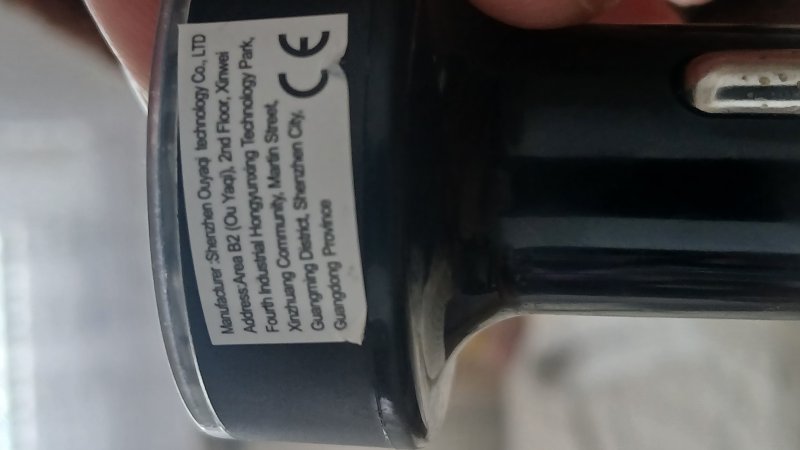 Manufacturer:Shenzhen Ouyaqi technology Co., LTD
Address:Area B2 (Ou Yaqi), 2nd Floor, Xinwei
Fourth Industrial Hongyunxing Technology Park,
Xinzhuang Community, Martin Street,
Guangming District, Shenzhen City,
Guangdong Province
CE